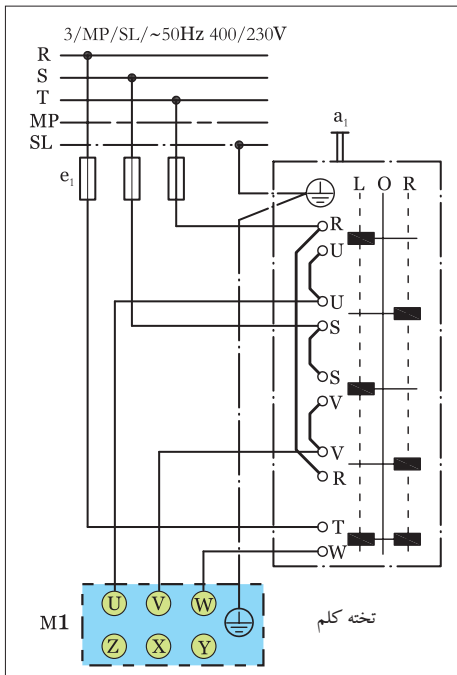 3/MP/SL/~50Hz 400/230V
R
S
T
MP
SL
e₁
a₁
L O R
R
U
U
S
S
V
V
R
T
W
M1
U V W
Z X Y
تخته کلم